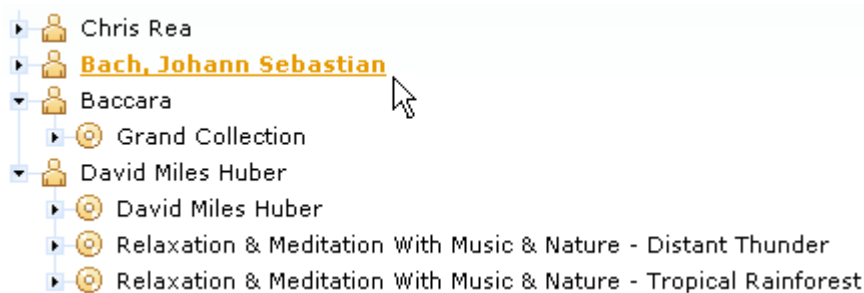 Chris Rea
Bach, Johann Sebastian
Baccara
Grand Collection
David Miles Huber
David Miles Huber
Relaxation & Meditation With Music & Nature - Distant Thunder
Relaxation & Meditation With Music & Nature - Tropical Rainforest